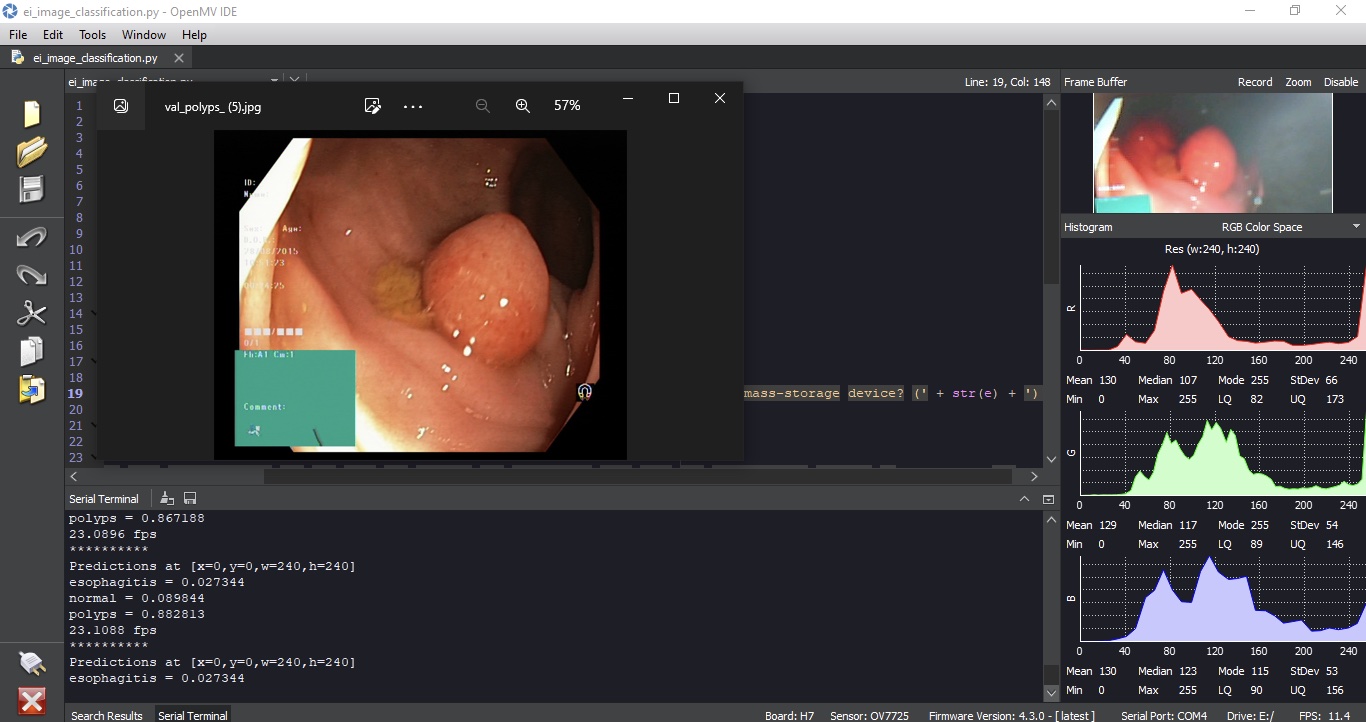 ei_image_classification.py - OpenMV IDE
File Edit Tools Window Help
ei_image_classification.py
Line: 19, Col: 148
Frame Buffer Record Zoom Disable
val_polyps_ (5).jpg
57%
1
2
3
4
5
6
7
8
9
10
11
12
13
14
15
16
17
18
19
mass-storage device? (' + str(e) + ')
20
21
22
23
ID:
Age:
Fb:A1 Cm:1
Comment:
Histogram RGB Color Space
Res (w:240, h:240)
R
0 40 80 120 160 200 240
Mean 130 Median 107 Mode 255 StDev 66
Min 0 Max 255 LQ 82 UQ 173
G
0 40 80 120 160 200 240
Mean 129 Median 117 Mode 255 StDev 54
Min 0 Max 255 LQ 89 UQ 146
B
0 40 80 120 160 200 240
Mean 130 Median 123 Mode 115 StDev 53
Min 0 Max 255 LQ 90 UQ 156
Serial Terminal
polyps = 0.867188
23.0896 fps
**********
Predictions at [x=0,y=0,w=240,h=240]
esophagitis = 0.027344
normal = 0.089844
polyps = 0.882813
23.1088 fps
**********
Predictions at [x=0,y=0,w=240,h=240]
esophagitis = 0.027344
Search Results Serial Terminal
Board: H7 Sensor: OV7725 Firmware Version: 4.3.0 - [latest] Serial Port: COM4 Drive: E:/ FPS: 11.4